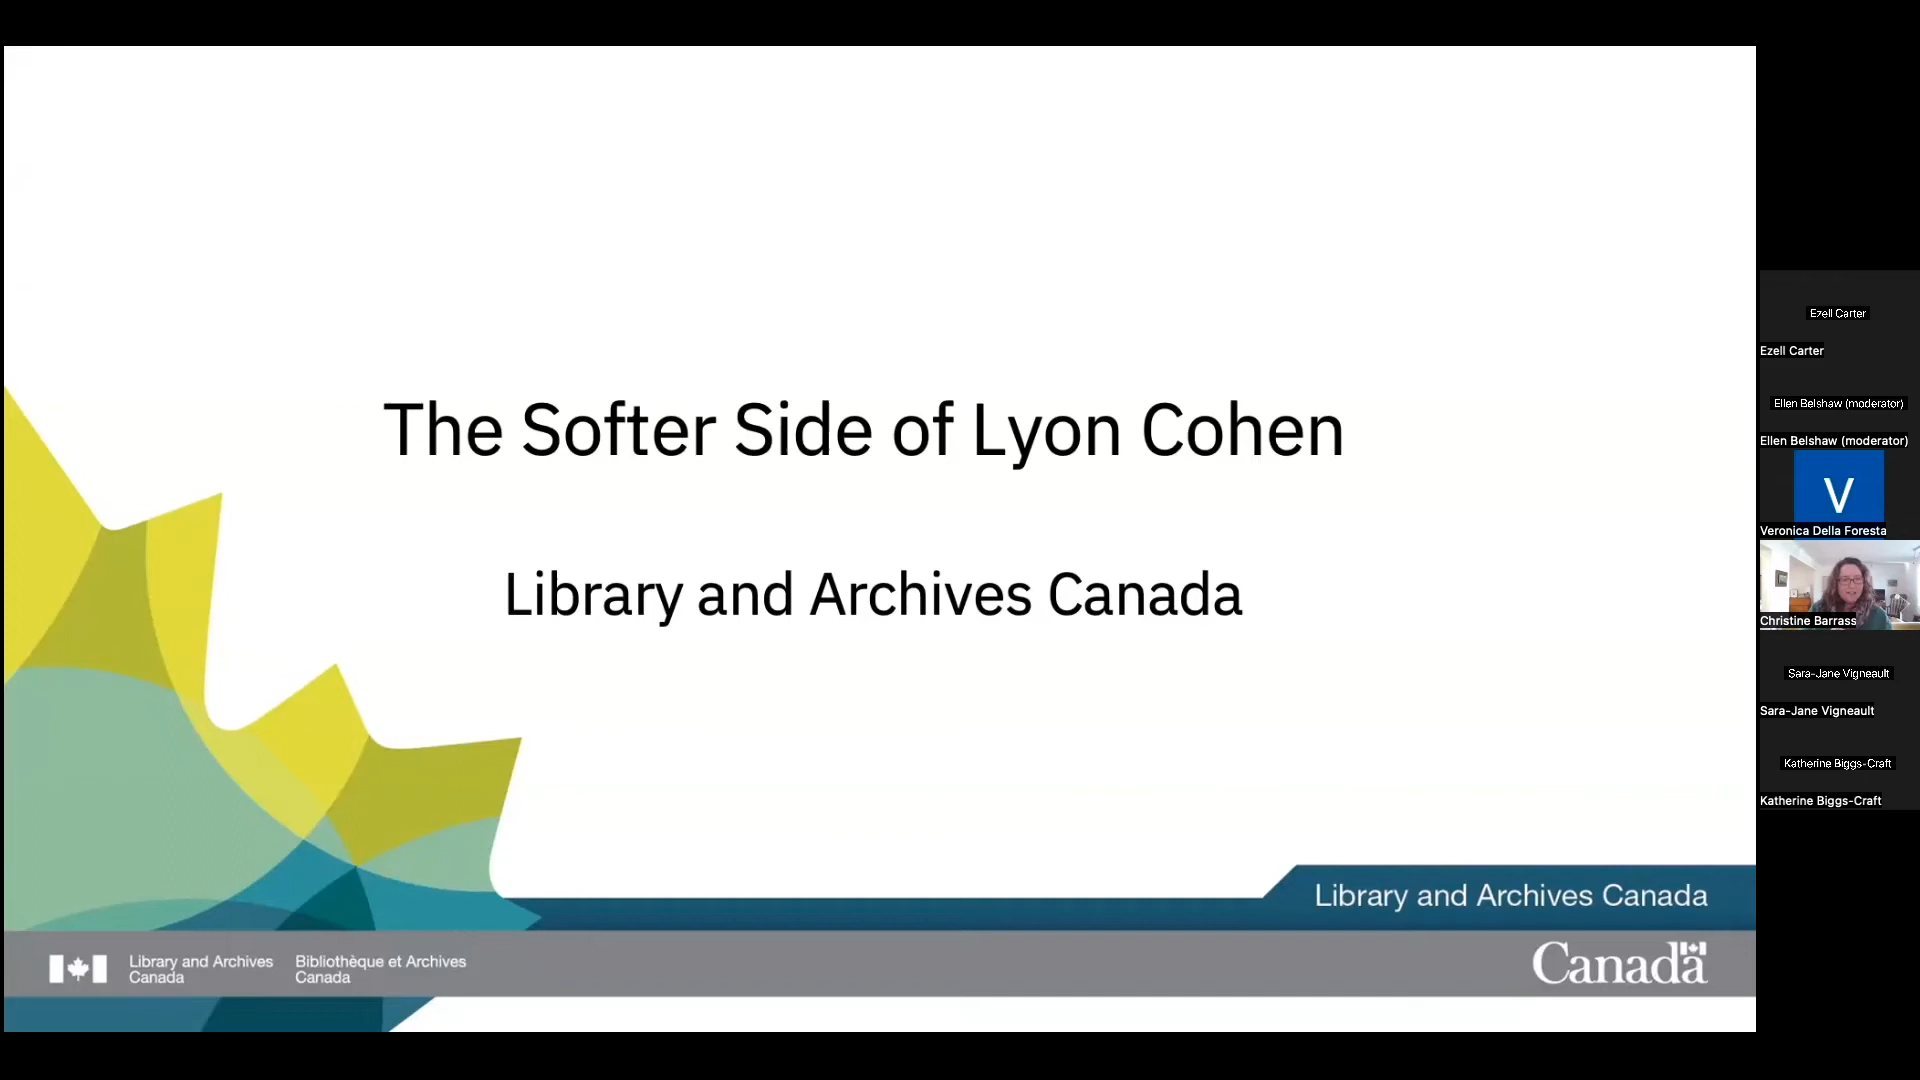 The Softer Side of Lyon Cohen
Library and Archives Canada
Library and Archives Canada
Library and Archives
Canada
Bibliothèque et Archives
Canada
Canada
Ezell Carter
Ezell Carter
Ellen Belshaw (moderator)
Ellen Belshaw (moderator)
V
Veronica Della Foresta
Christine Barrass
Sara-Jane Vigneault
Sara-Jane Vigneault
Katherine Biggs-Craft
Katherine Biggs-Craft